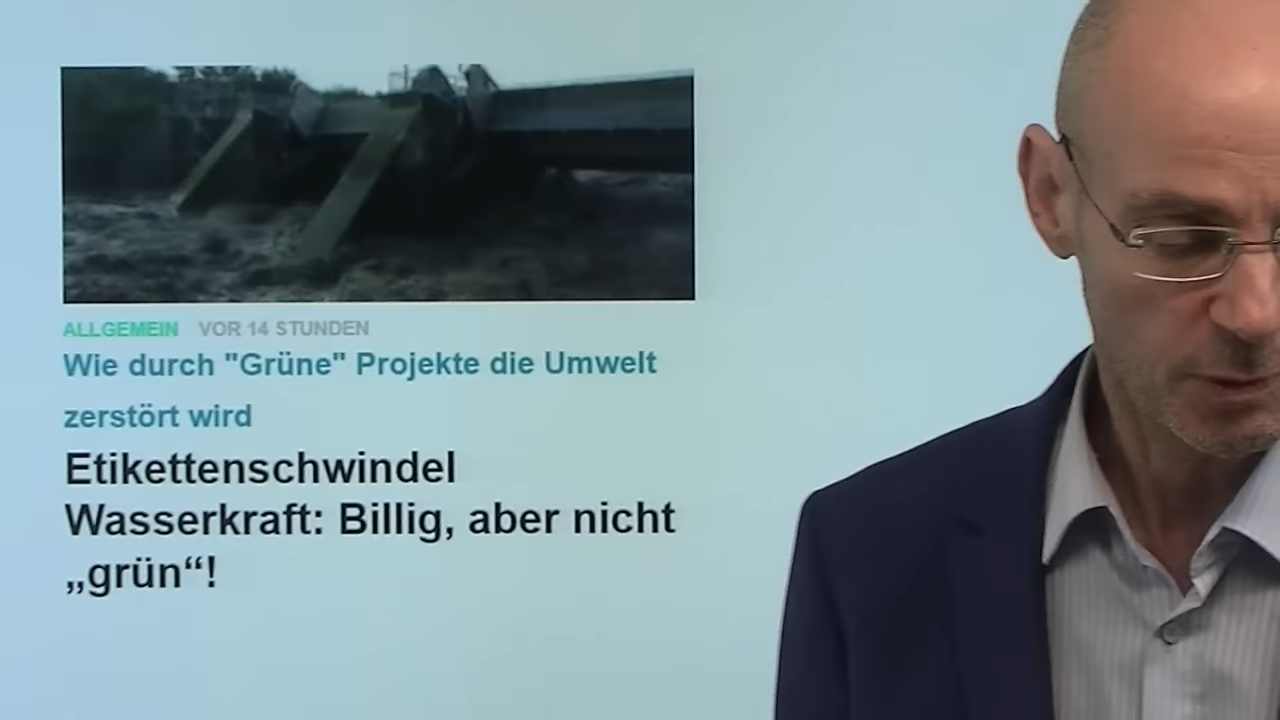 ALLGEMEIN VOR 14 STUNDEN
Wie durch "Grüne" Projekte die Umwelt
zerstört wird
Etikettenschwindel
Wasserkraft: Billig, aber nicht
„grün“!